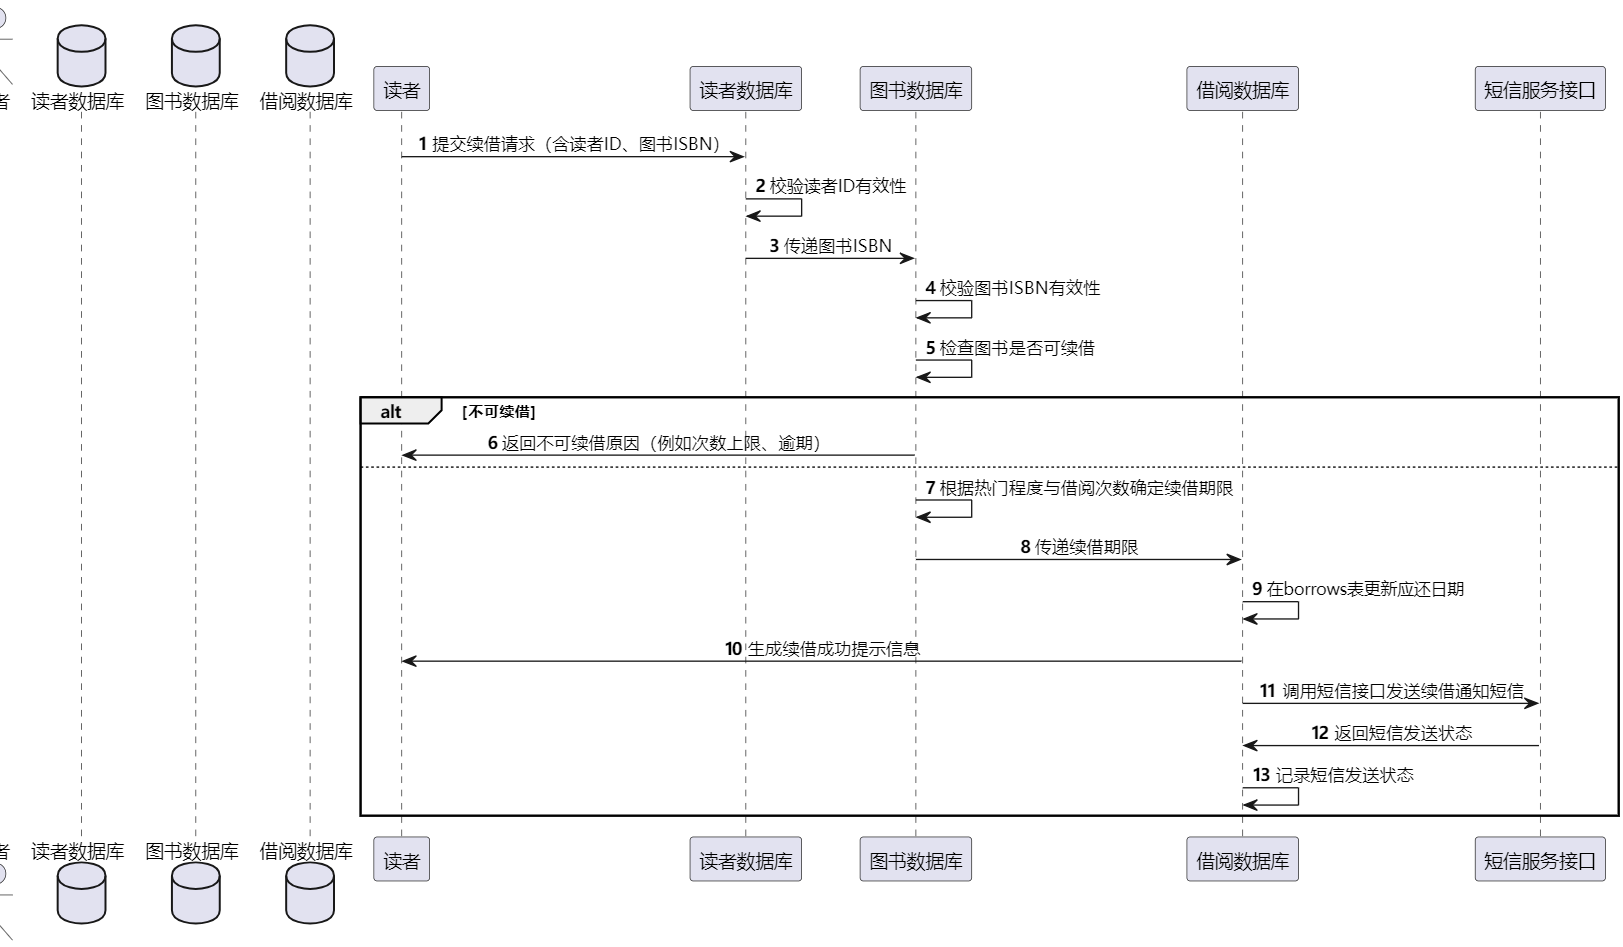 者
读者数据库
图书数据库
借阅数据库
读者
读者数据库
图书数据库
借阅数据库
短信服务接口
1 提交续借请求（含读者ID、图书ISBN）
2 校验读者ID有效性
3 传递图书ISBN
4 校验图书ISBN有效性
5 检查图书是否可续借
alt [不可续借]
6 返回不可续借原因（例如次数上限、逾期）
7 根据热门程度与借阅次数确定续借期限
8 传递续借期限
9 在borrows表更新应还日期
10 生成续借成功提示信息
11 调用短信接口发送续借通知短信
12 返回短信发送状态
13 记录短信发送状态
者
读者数据库
图书数据库
借阅数据库
读者
读者数据库
图书数据库
借阅数据库
短信服务接口